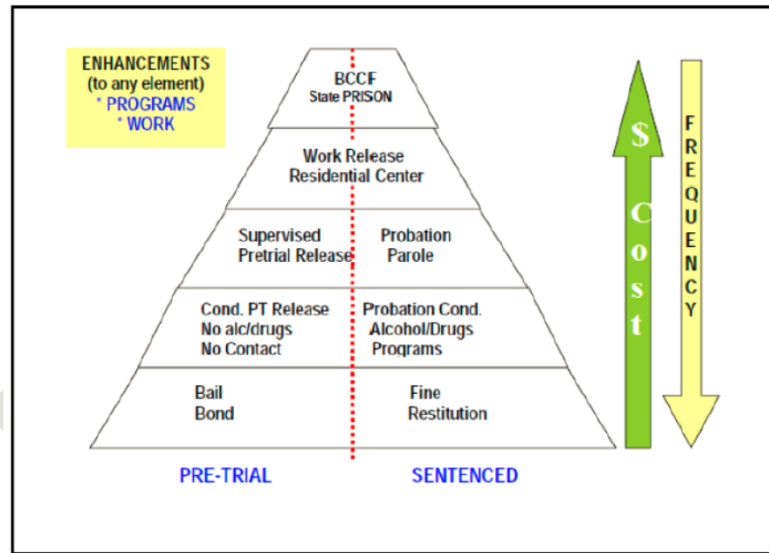 ENHANCEMENTS
(to any element)
* PROGRAMS
* WORK
BCCF
State PRISON
Work Release
Residential Center
Supervised
Pretrial Release
Probation
Parole
Cond. PT Release
No alc/drugs
No Contact
Probation Cond.
Alcohol/Drugs
Programs
Bail
Bond
Fine
Restitution
PRE-TRIAL
SENTENCED
$ Cost
FREQUENCY